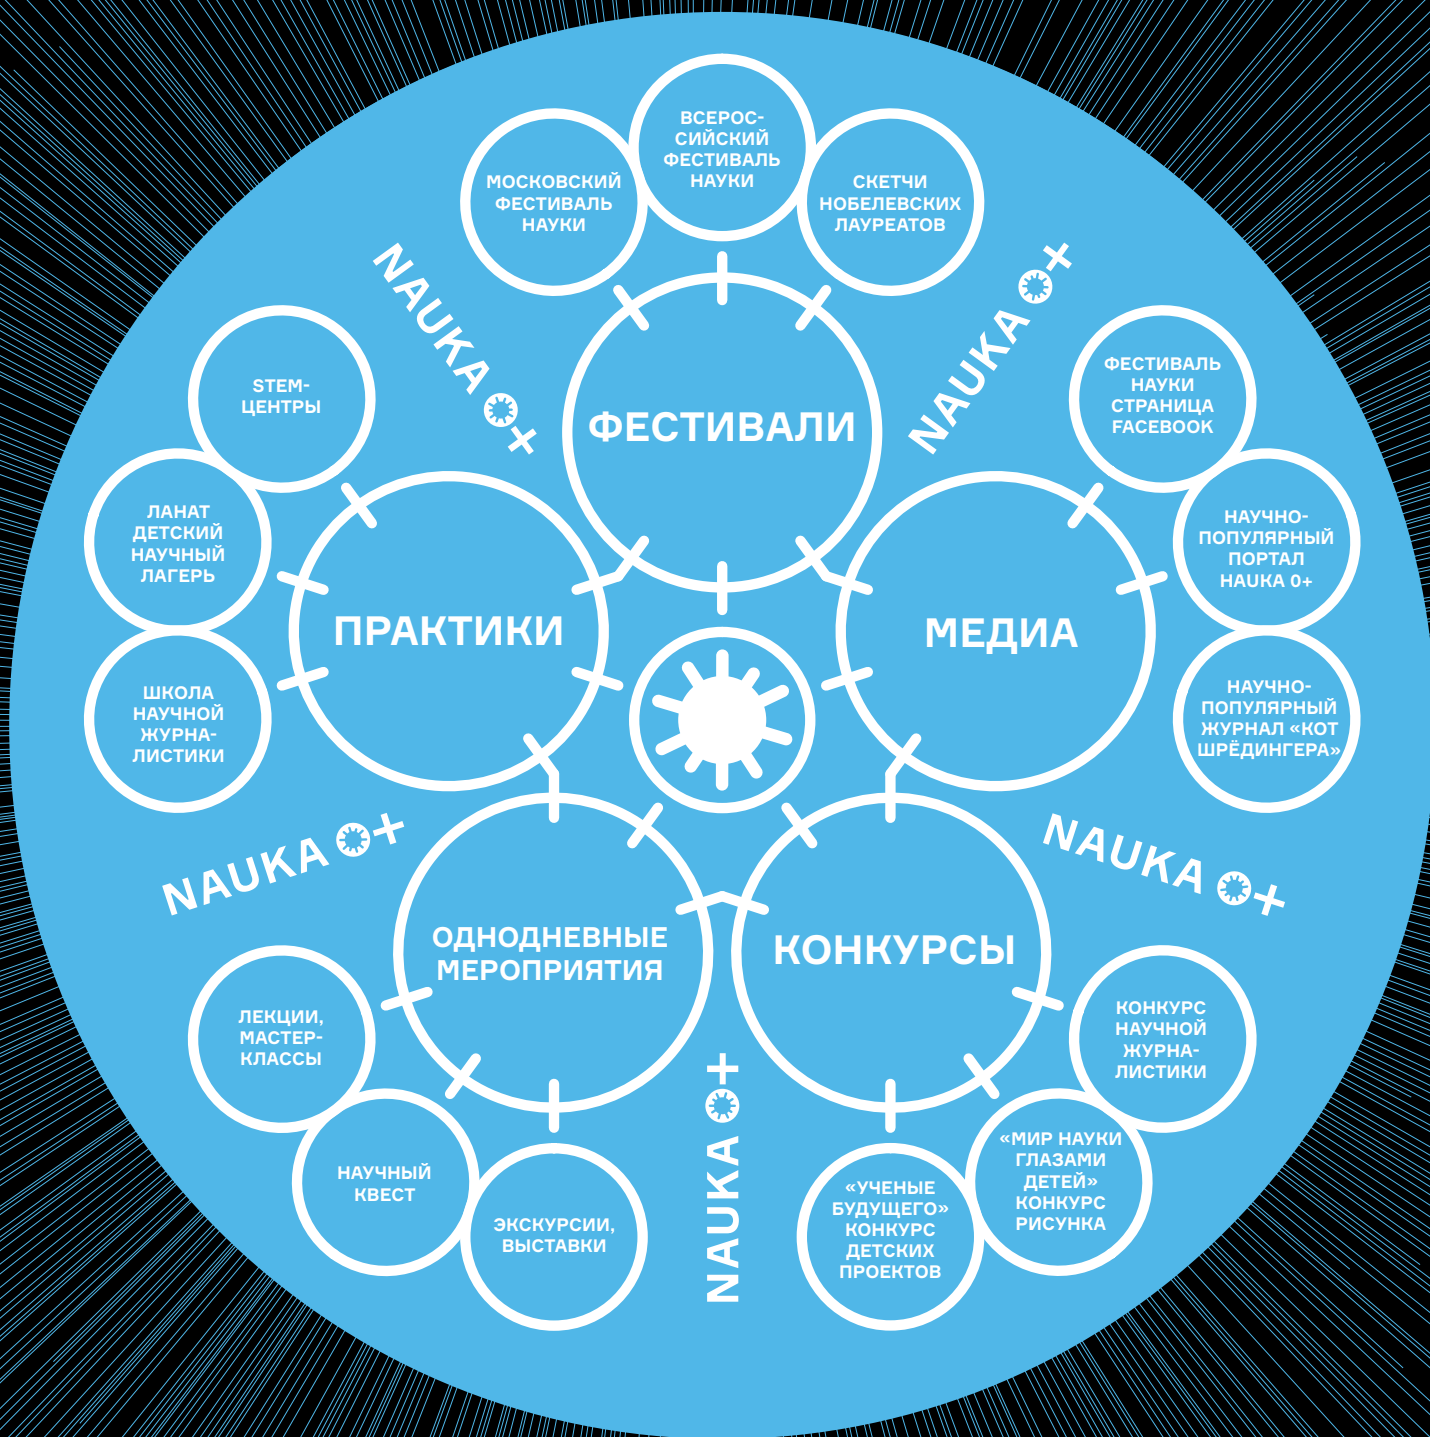 ВСЕРОС-
СИЙСКИЙ
ФЕСТИВАЛЬ
НАУКИ
МОСКОВСКИЙ
ФЕСТИВАЛЬ
НАУКИ
СКЕТЧИ
НОБЕЛЕВСКИХ
ЛАУРЕАТОВ
NAUKA 0+
NAUKA 0+
ФЕСТИВАЛИ
STEM-
ЦЕНТРЫ
ФЕСТИВАЛЬ
НАУКИ
СТРАНИЦА
FACEBOOK
ЛАНАТ
ДЕТСКИЙ
НАУЧНЫЙ
ЛАГЕРЬ
НАУЧНО-
ПОПУЛЯРНЫЙ
ПОРТАЛ
НАUКА 0+
ПРАКТИКИ
МЕДИА
ШКОЛА
НАУЧНОЙ
ЖУРНА-
ЛИСТИКИ
НАУЧНО-
ПОПУЛЯРНЫЙ
ЖУРНАЛ «КОТ
ШРЁДИНГЕРА»
NAUKA 0+
NAUKA 0+
ОДНОДНЕВНЫЕ
МЕРОПРИЯТИЯ
КОНКУРСЫ
ЛЕКЦИИ,
МАСТЕР-
КЛАССЫ
КОНКУРС
НАУЧНОЙ
ЖУРНА-
ЛИСТИКИ
НАУЧНЫЙ
КВЕСТ
NAUKA 0+
«МИР НАУКИ
ГЛАЗАМИ
ДЕТЕЙ»
КОНКУРС
РИСУНКА
ЭКСКУРСИИ,
ВЫСТАВКИ
«УЧЕНЫЕ
БУДУЩЕГО»
КОНКУРС
ДЕТСКИХ
ПРОЕКТОВ